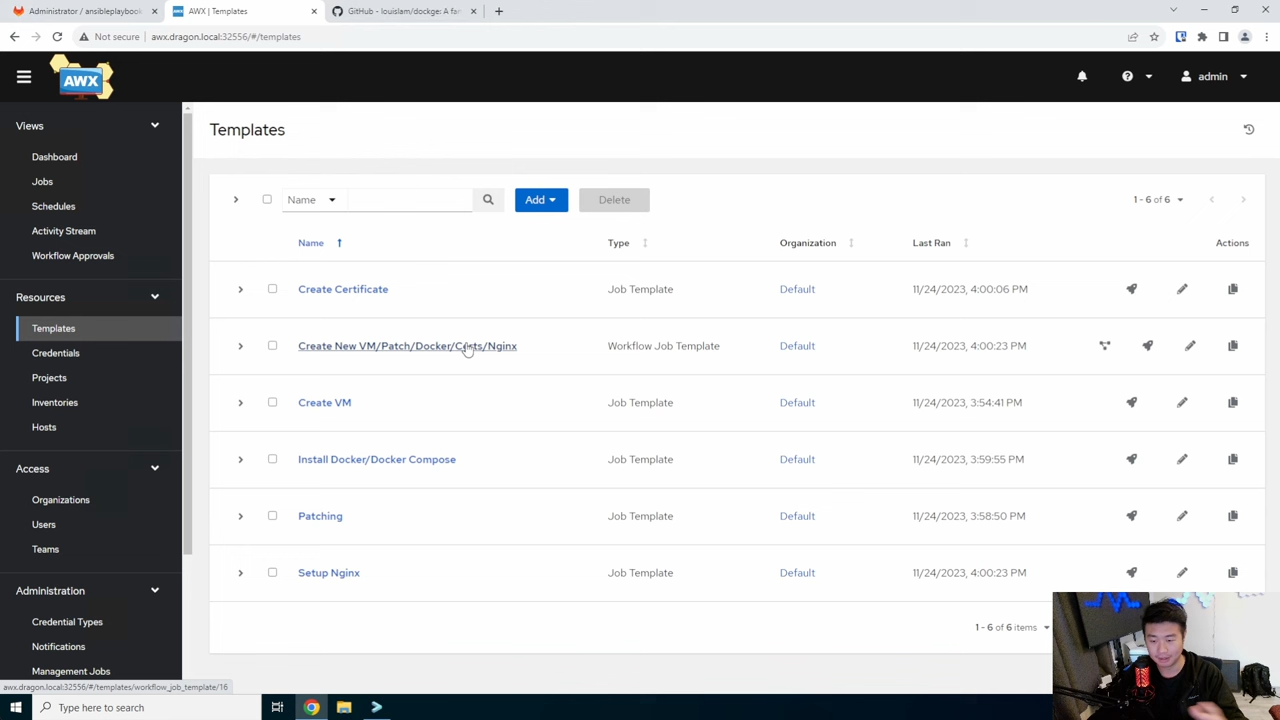 Administrator / ansibleplaybook
AWX | Templates
GitHub - louislam/dockge: A fan
Not secure
awx.dragon.local:32556/#/templates
AWX
admin
Views
Dashboard
Jobs
Schedules
Activity Stream
Workflow Approvals
Resources
Templates
Credentials
Projects
Inventories
Hosts
Access
Organizations
Users
Teams
Administration
Credential Types
Notifications
Management Jobs
Templates
Name
Add
Delete
1 - 6 of 6
Name
Type
Organization
Last Ran
Actions
Create Certificate
Job Template
Default
11/24/2023, 4:00:06 PM
Create New VM/Patch/Docker/Certs/Nginx
Workflow Job Template
Default
11/24/2023, 4:00:23 PM
Create VM
Job Template
Default
11/24/2023, 3:54:41 PM
Install Docker/Docker Compose
Job Template
Default
11/24/2023, 3:59:55 PM
Patching
Job Template
Default
11/24/2023, 3:58:50 PM
Setup Nginx
Job Template
Default
11/24/2023, 4:00:23 PM
1 - 6 of 6 items
awx.dragon.local:32556/#/templates/workflow_job_template/16
Type here to search